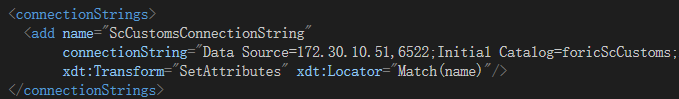 <connectionStrings>
<add name="ScCustomsConnectionString"
connectionString="Data Source=172.30.10.51,6522;Initial Catalog=foricScCustoms;
xdt:Transform="SetAttributes" xdt:Locator="Match(name)"/>
</connectionStrings>